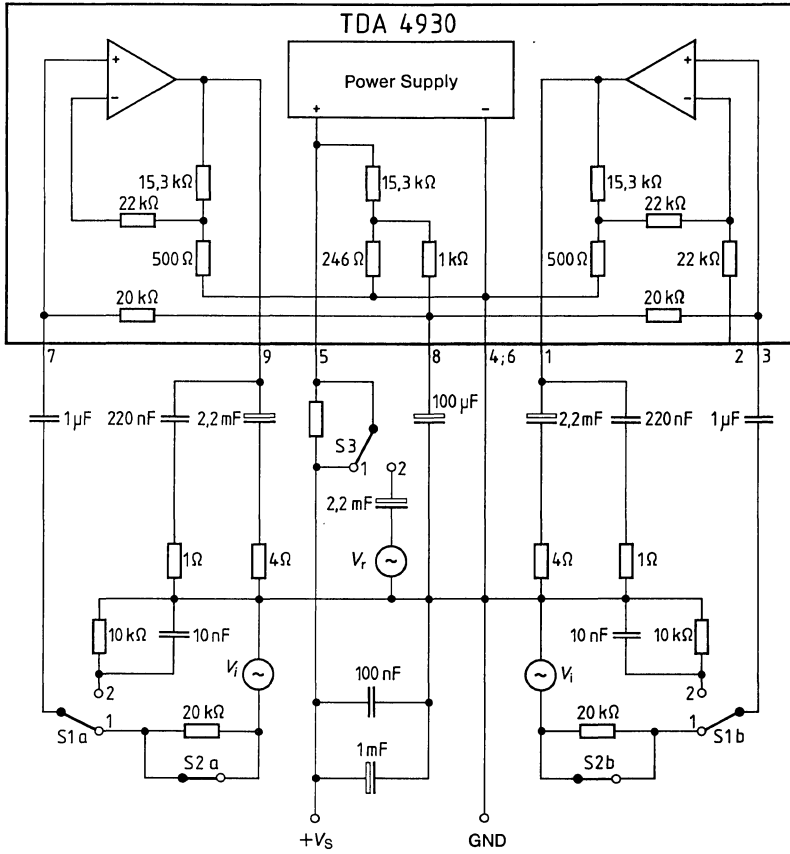 TDA 4930
Power Supply
+
−
+
−
+
−
15,3 kΩ
15,3 kΩ
15,3 kΩ
22 kΩ
22 kΩ
500 Ω
246 Ω
1 kΩ
500 Ω
22 kΩ
20 kΩ
20 kΩ
7
9
5
8
4;6
1
2
3
1 µF
220 nF
2,2 mF
100 µF
2,2 mF
220 nF
1 µF
S3
1
2
2,2 mF
Vr
~
1Ω
4Ω
4Ω
1Ω
10 kΩ
10 nF
10 nF
10 kΩ
Vi
~
~
Vi
2
2
100 nF
1
20 kΩ
20 kΩ
1
S1a
S2 a
1 mF
S2b
S1b
+VS
GND